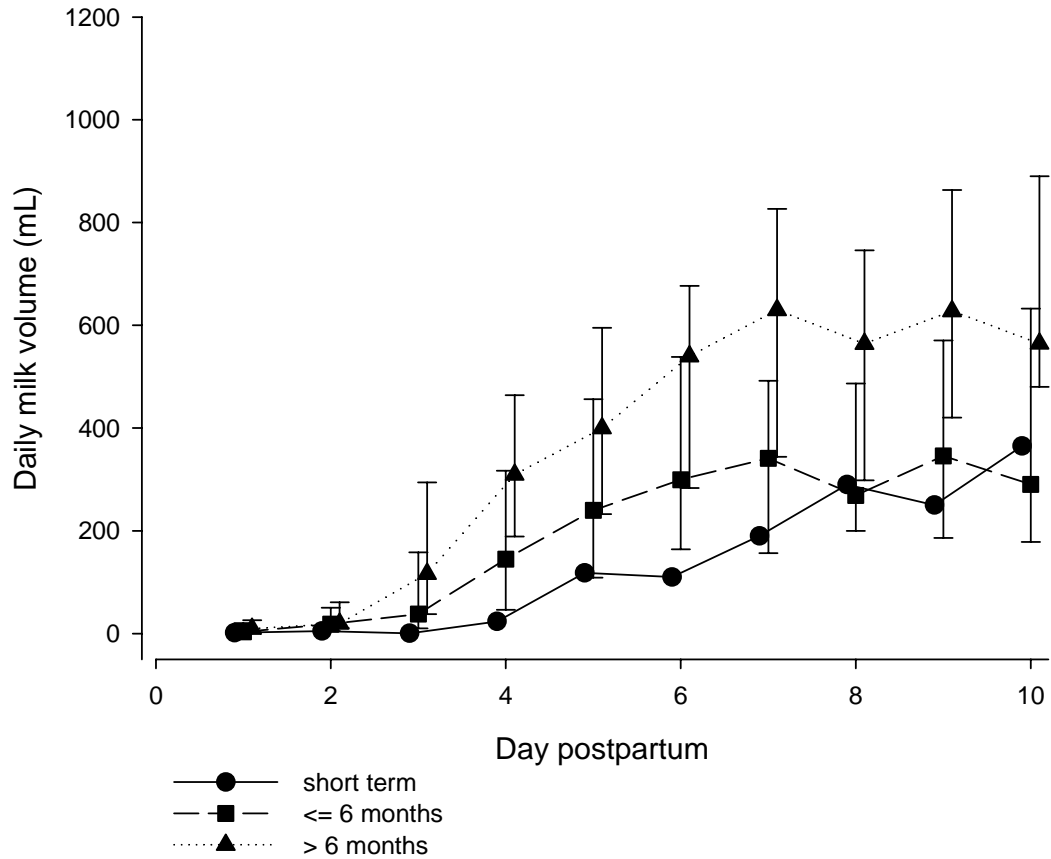 1200
1000
800
600
400
200
0
Daily milk volume (mL)
0 2 4 6 8 10
Day postpartum
short term
<= 6 months
> 6 months